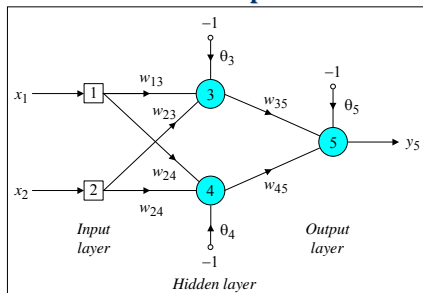 −1
θ3
x1
1
w13
3
w23
w35
−1
θ5
5
y5
w24
x2
2
4
w45
w24
θ4
−1
Input
layer
Output
layer
Hidden layer